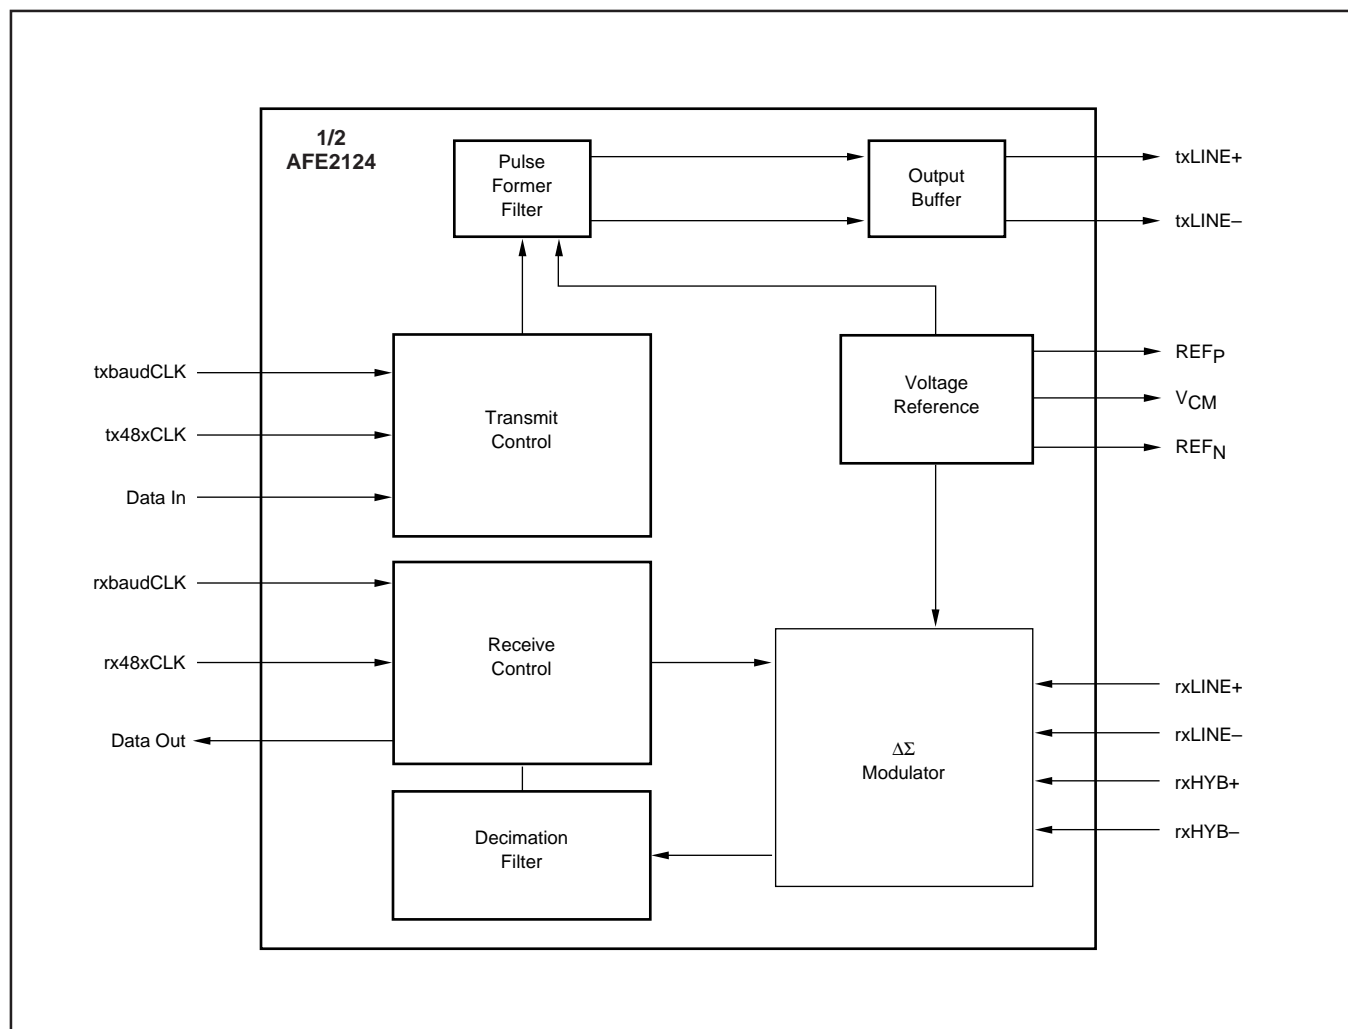 1/2
AFE2124
Pulse
Former
Filter
Output
Buffer
txLINE+
txLINE–
txbaudCLK
tx48xCLK
Data In
Transmit
Control
Voltage
Reference
REFP
VCM
REFN
rxbaudCLK
rx48xCLK
Data Out
Receive
Control
ΔΣ
Modulator
rxLINE+
rxLINE–
rxHYB+
rxHYB–
Decimation
Filter